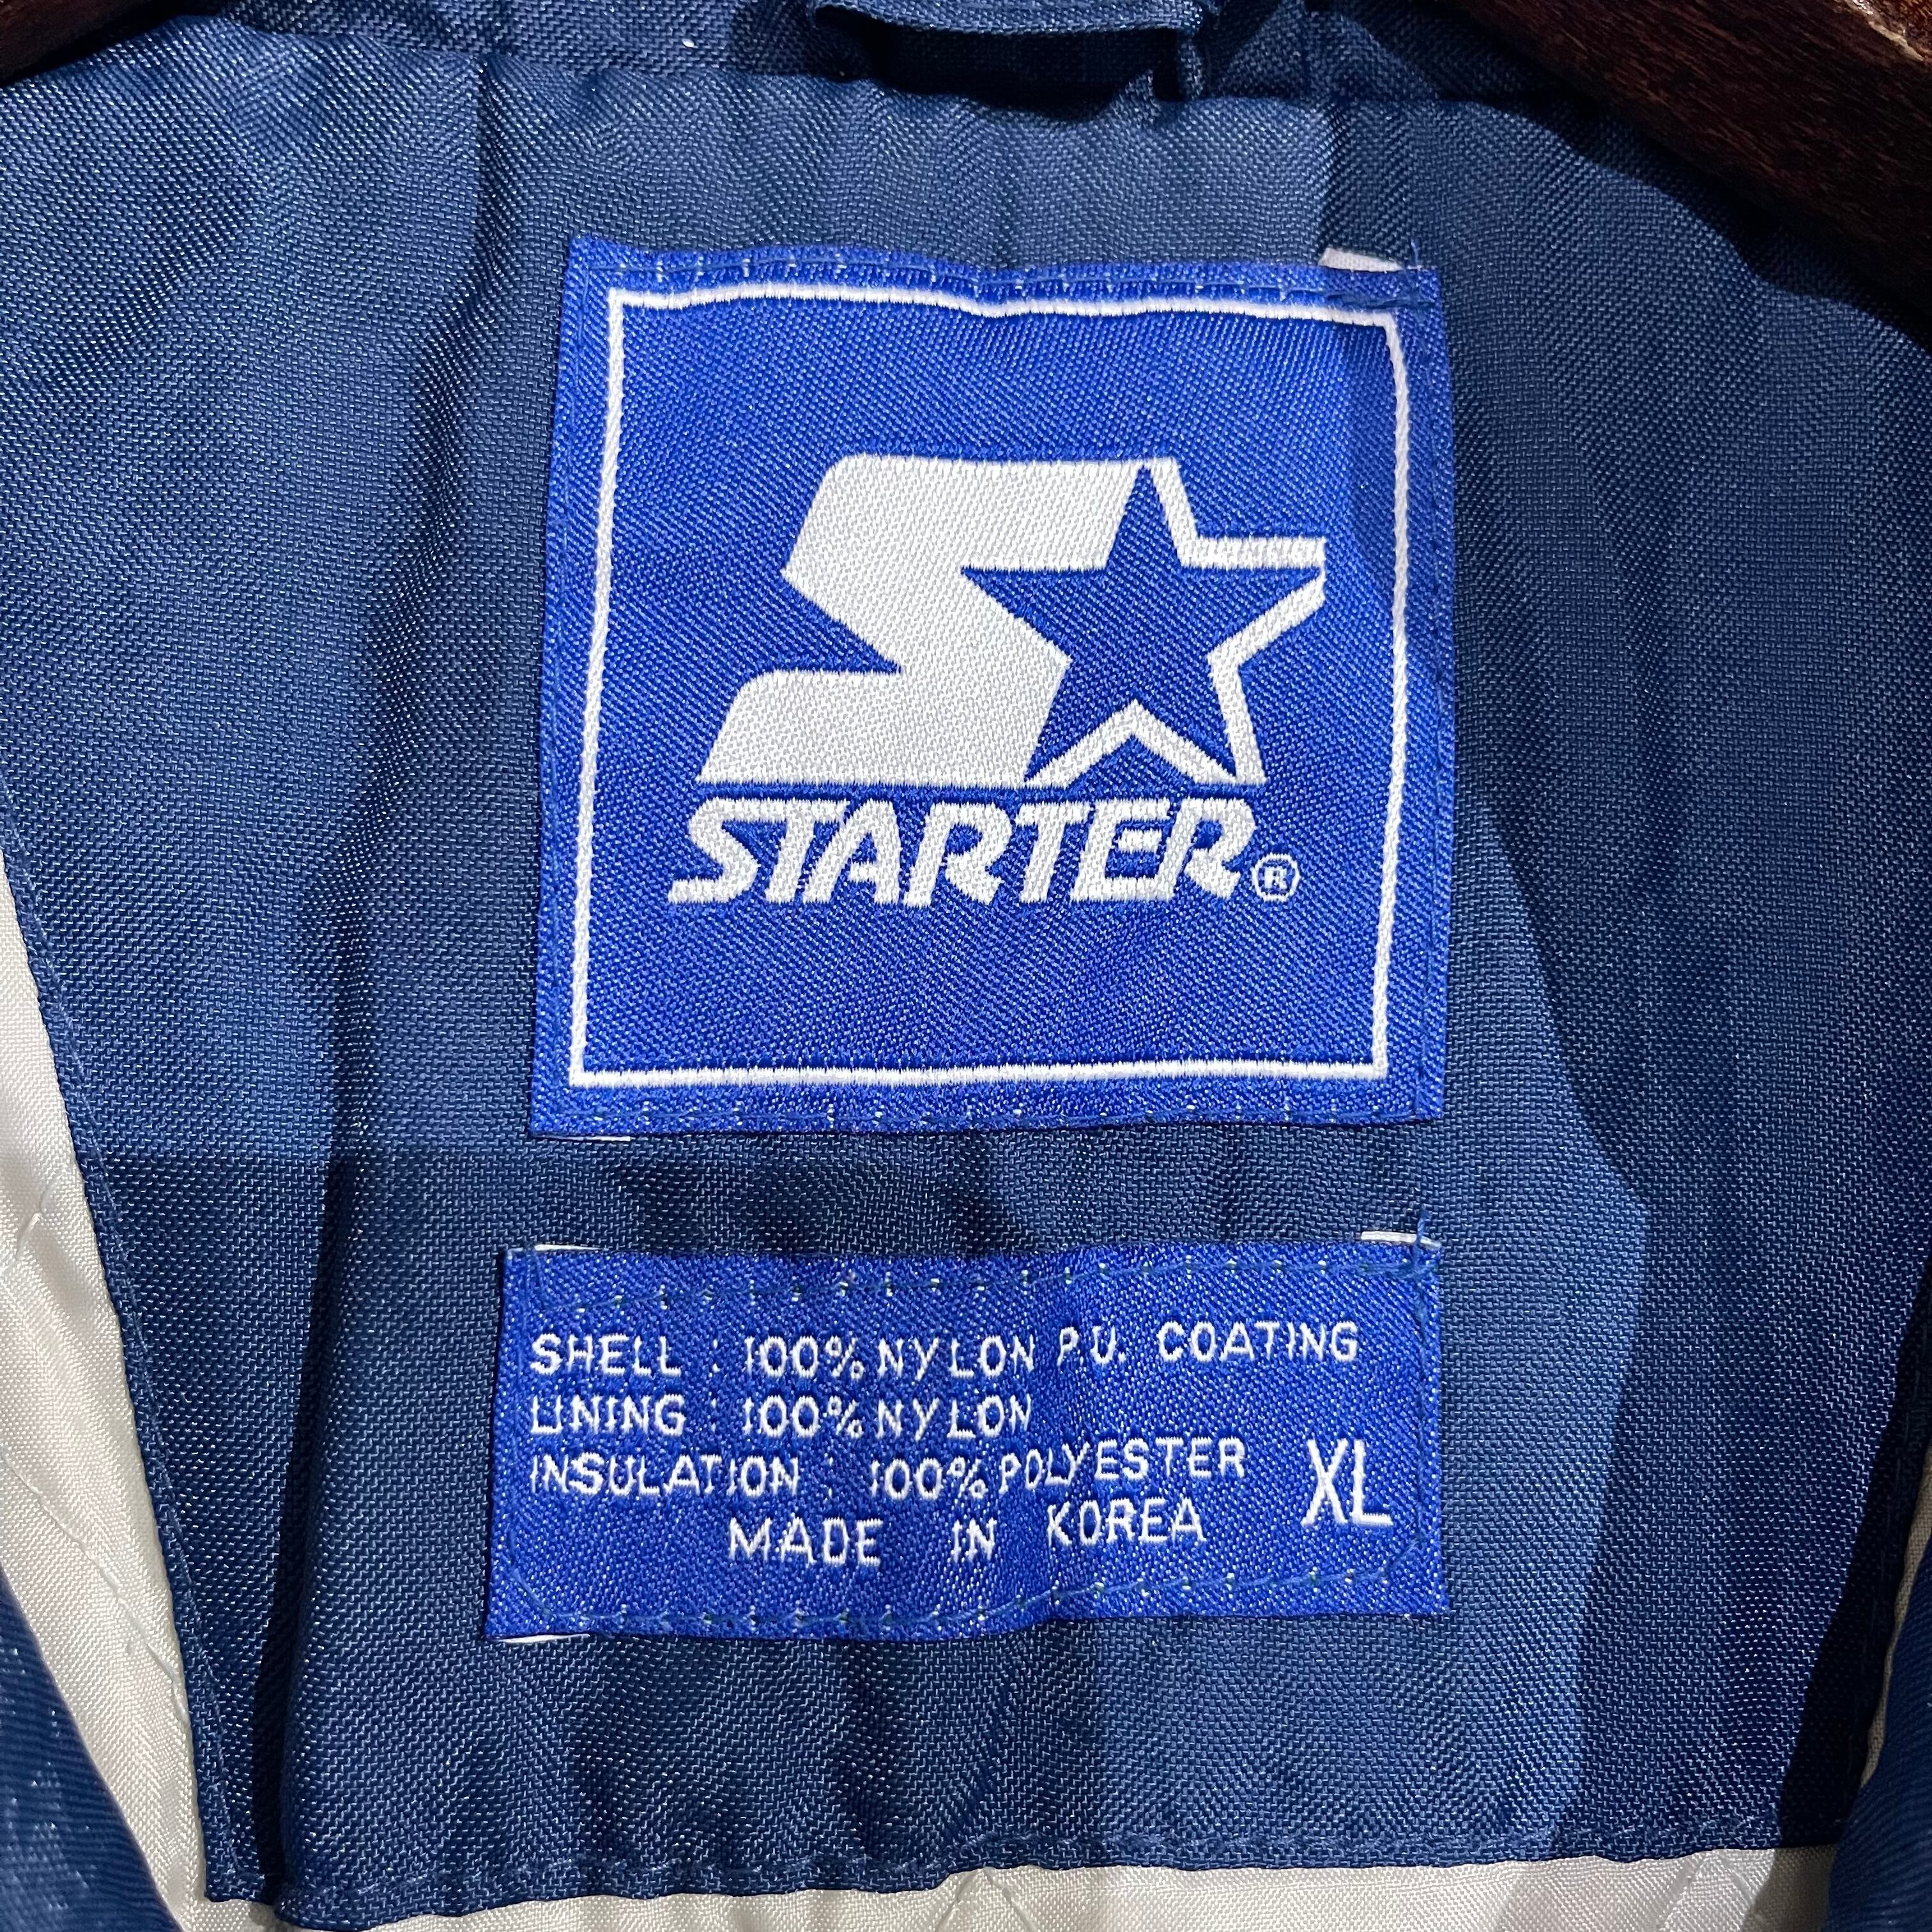 STARTER®
SHELL : 100% NYLON P.U. COATING
LINING : 100% NYLON
INSULATION : 100% POLYESTER XL
MADE IN KOREA